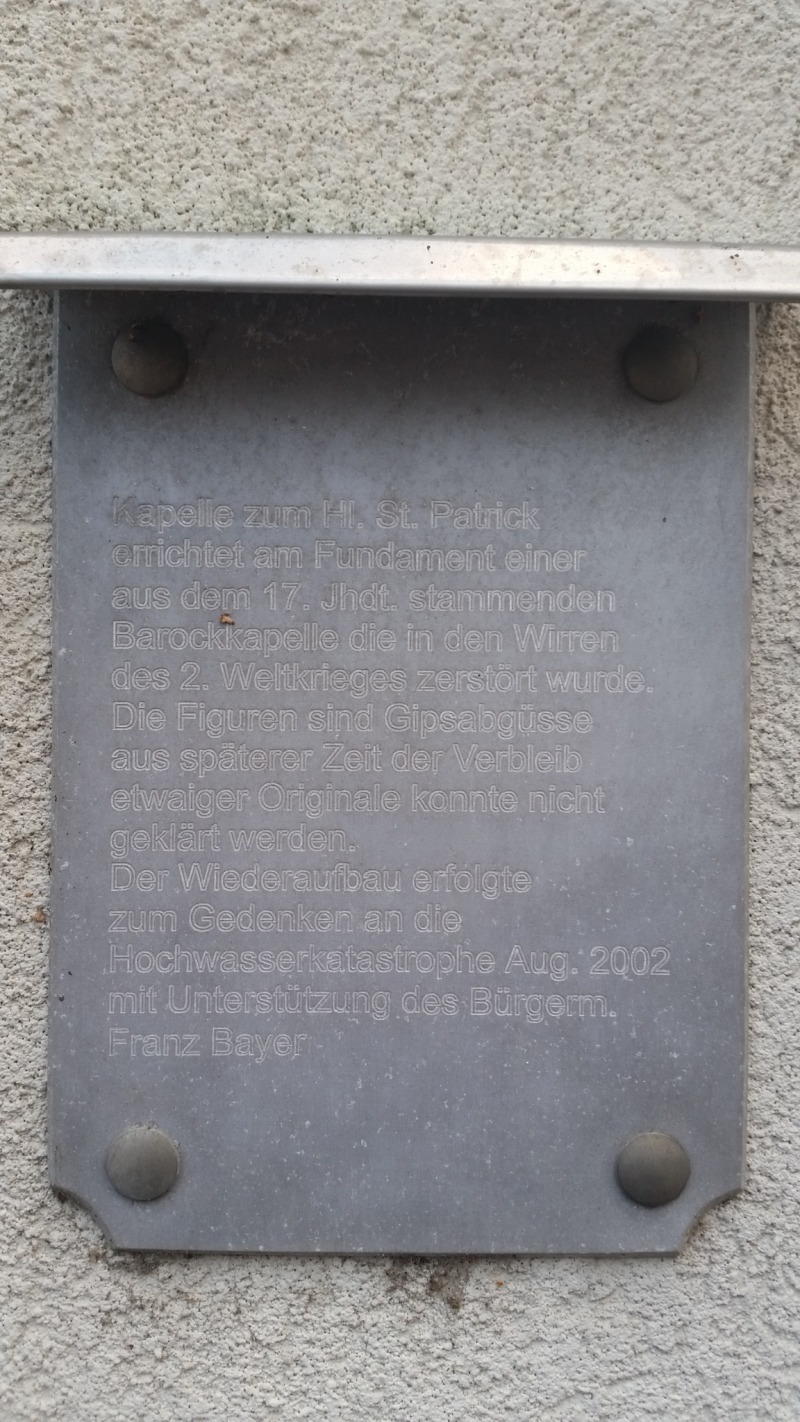 Kapelle zum Hl. St. Patrick
errichtet am Fundament einer
aus dem 17. Jhdt. stammenden
Barockkapelle die in den Wirren
des 2. Weltkrieges zerstört wurde.
Die Figuren sind Gipsabgüsse
aus späterer Zeit der Verbleib
etwaiger Originale konnte nicht
geklärt werden.
Der Wiederaufbau erfolgte
zum Gedenken an die
Hochwasserkatastrophe Aug. 2002
mit Unterstützung des Bürgerm.
Franz Bayer